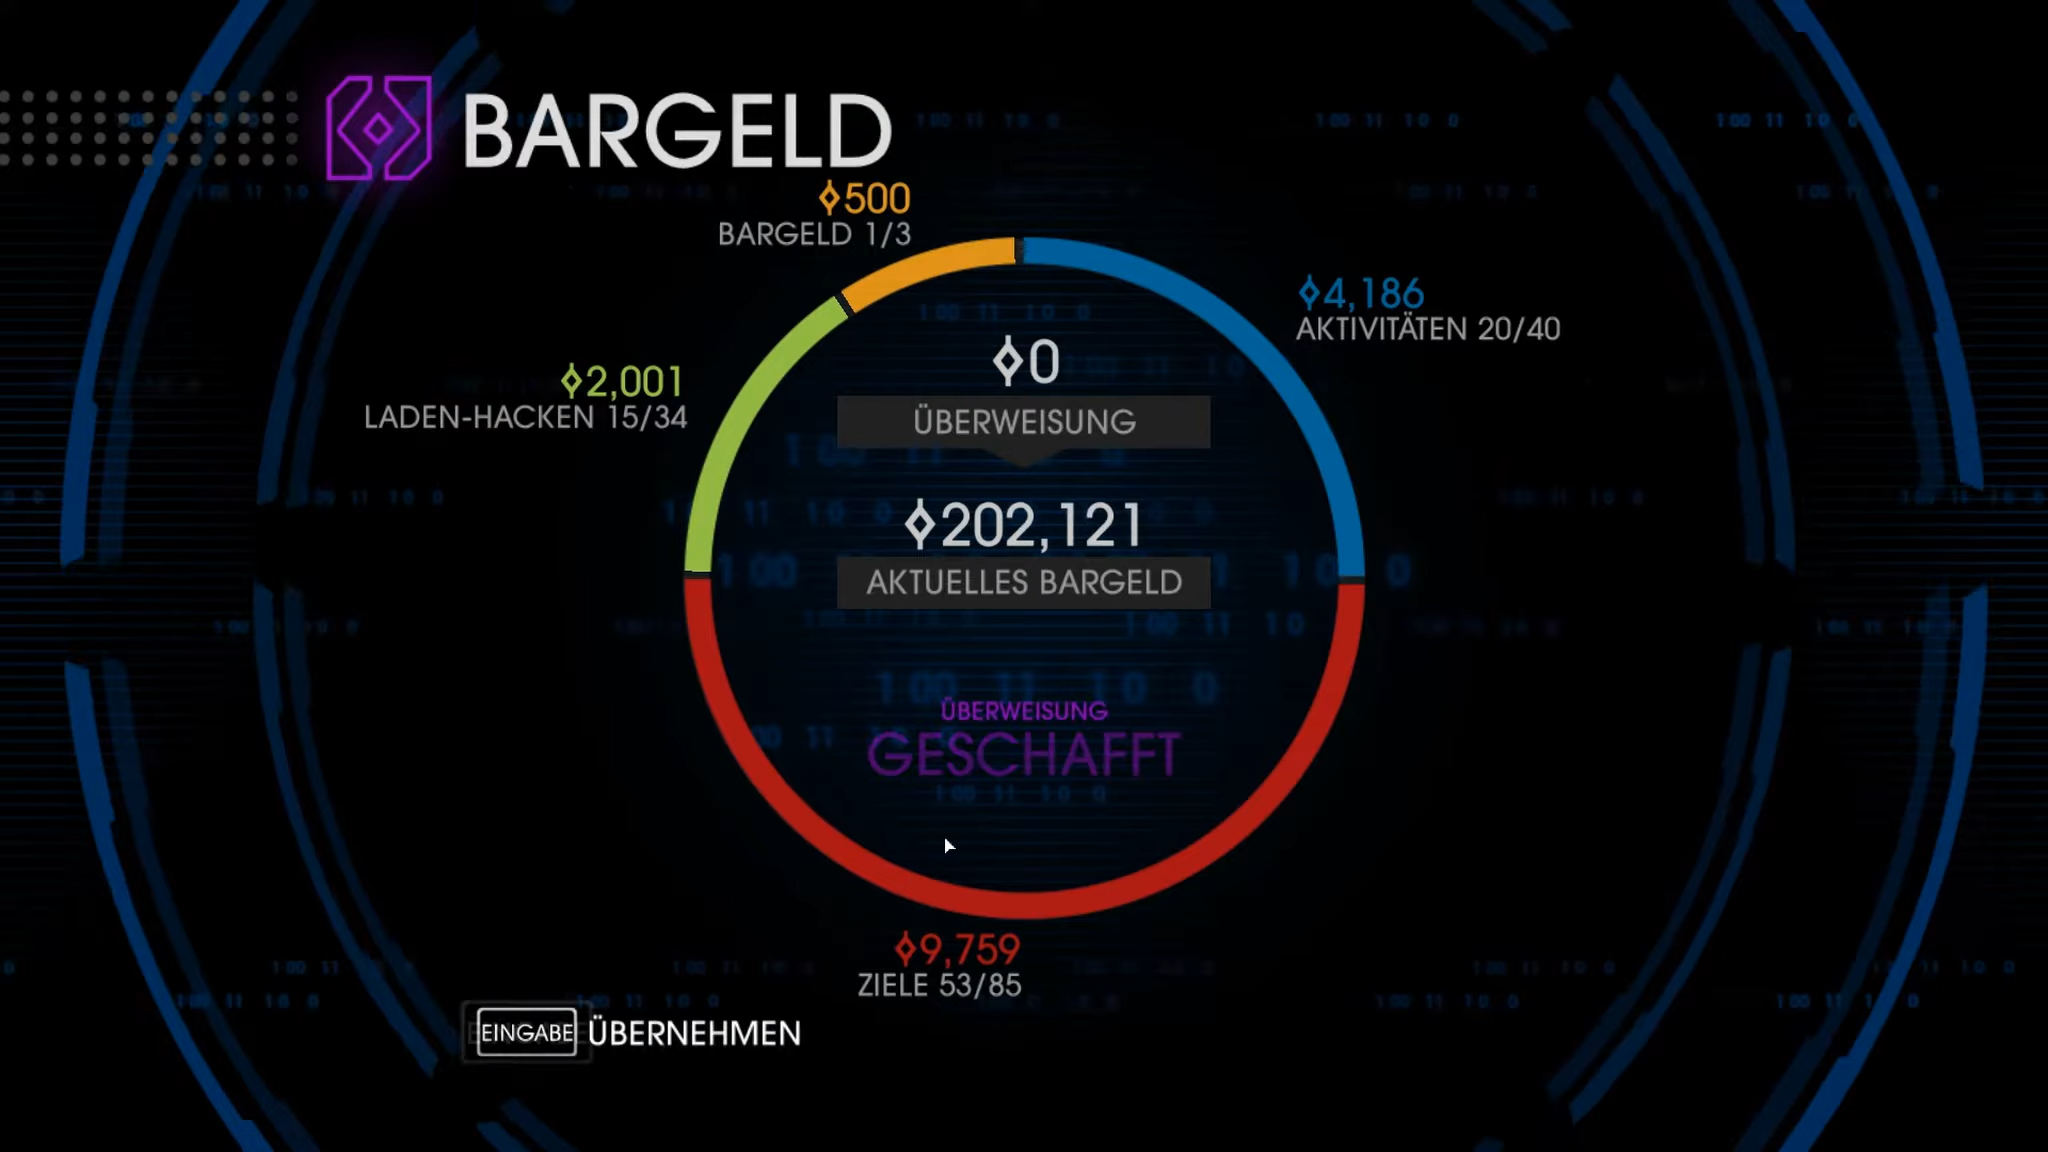 BARGELD
500
BARGELD 1/3
4,186
AKTIVITÄTEN 20/40
2,001
LADEN-HACKEN 15/34
0
ÜBERWEISUNG
202,121
AKTUELLES BARGELD
ÜBERWEISUNG
GESCHAFFT
9,759
ZIELE 53/85
EINGABE ÜBERNEHMEN